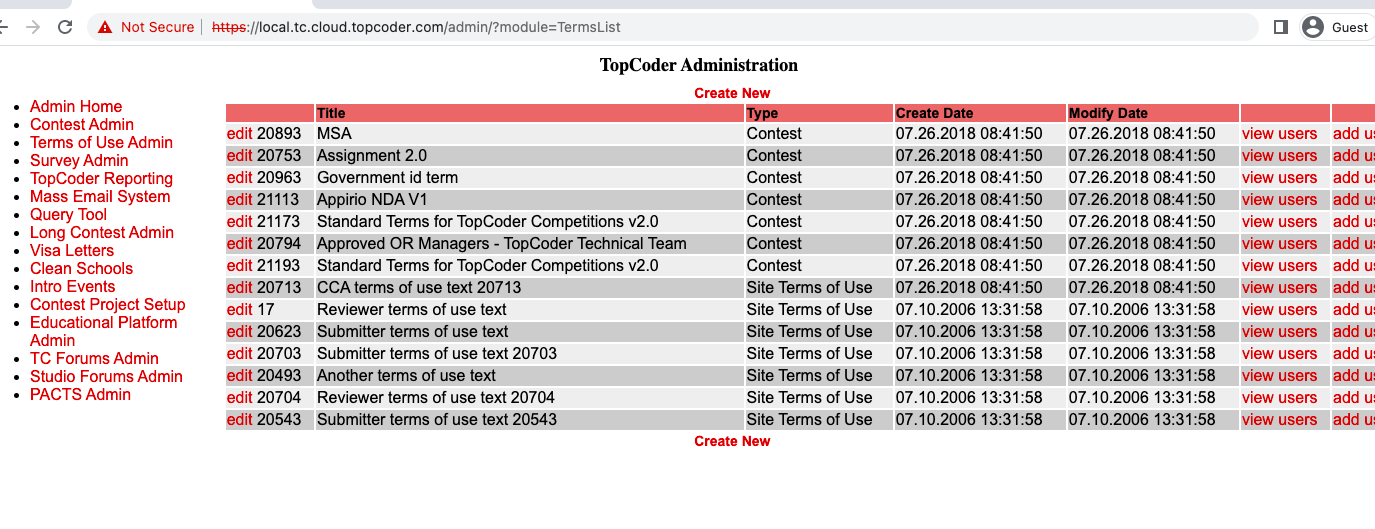 Not Secure | https://local.tc.cloud.topcoder.com/admin/?module=TermsList Guest
TopCoder Administration
Create New
Admin Home
Contest Admin
Terms of Use Admin
Survey Admin
TopCoder Reporting
Mass Email System
Query Tool
Long Contest Admin
Visa Letters
Clean Schools
Intro Events
Contest Project Setup
Educational Platform
Admin
TC Forums Admin
Studio Forums Admin
PACTS Admin
Title Type Create Date Modify Date
edit 20893 MSA Contest 07.26.2018 08:41:50 07.26.2018 08:41:50 view users add us
edit 20753 Assignment 2.0 Contest 07.26.2018 08:41:50 07.26.2018 08:41:50 view users add us
edit 20963 Government id term Contest 07.26.2018 08:41:50 07.26.2018 08:41:50 view users add us
edit 21113 Appirio NDA V1 Contest 07.26.2018 08:41:50 07.26.2018 08:41:50 view users add us
edit 21173 Standard Terms for TopCoder Competitions v2.0 Contest 07.26.2018 08:41:50 07.26.2018 08:41:50 view users add us
edit 20794 Approved OR Managers - TopCoder Technical Team Contest 07.26.2018 08:41:50 07.26.2018 08:41:50 view users add us
edit 21193 Standard Terms for TopCoder Competitions v2.0 Contest 07.26.2018 08:41:50 07.26.2018 08:41:50 view users add us
edit 20713 CCA terms of use text 20713 Site Terms of Use 07.26.2018 08:41:50 07.26.2018 08:41:50 view users add us
edit 17 Reviewer terms of use text Site Terms of Use 07.10.2006 13:31:58 07.10.2006 13:31:58 view users add us
edit 20623 Submitter terms of use text Site Terms of Use 07.10.2006 13:31:58 07.10.2006 13:31:58 view users add us
edit 20703 Submitter terms of use text 20703 Site Terms of Use 07.10.2006 13:31:58 07.10.2006 13:31:58 view users add us
edit 20493 Another terms of use text Site Terms of Use 07.10.2006 13:31:58 07.10.2006 13:31:58 view users add us
edit 20704 Reviewer terms of use text 20704 Site Terms of Use 07.10.2006 13:31:58 07.10.2006 13:31:58 view users add us
edit 20543 Submitter terms of use text 20543 Site Terms of Use 07.10.2006 13:31:58 07.10.2006 13:31:58 view users add us
Create New